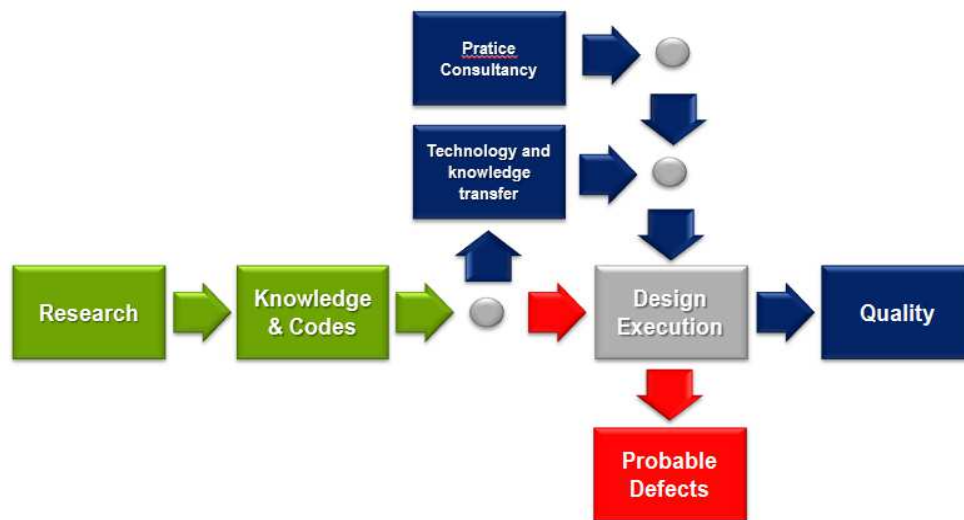 Pratice
Consultancy
Technology and
knowledge
transfer
Research
Knowledge
& Codes
Design
Execution
Quality
Probable
Defects